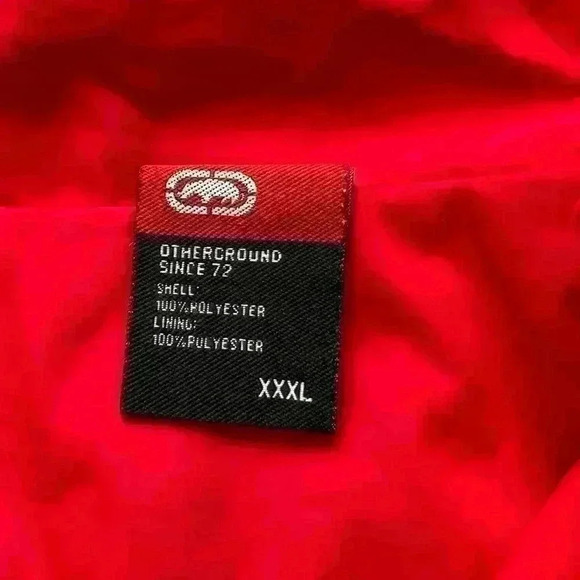 OTHERGROUND
SINCE 72
SHELL:
100%POLYESTER
LINING:
100%POLYESTER
XXXL